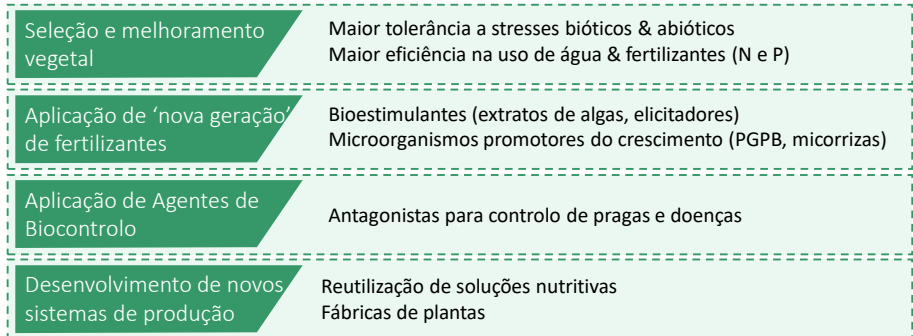 Seleção e melhoramento
vegetal
Maior tolerância a stresses bióticos & abióticos
Maior eficiência na uso de água & fertilizantes (N e P)
Aplicação de ‘nova geração’
de fertilizantes
Bioestimulantes (extratos de algas, elicitadores)
Microorganismos promotores do crescimento (PGPB, micorrizas)
Aplicação de Agentes de
Biocontrolo
Antagonistas para controlo de pragas e doenças
Desenvolvimento de novos
sistemas de produção
Reutilização de soluções nutritivas
Fábricas de plantas